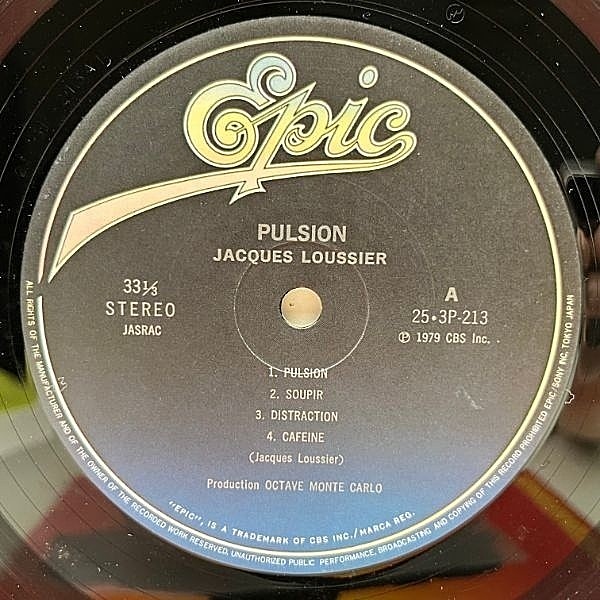 Epic
PULSION
JACQUES LOUSSIER
33⅓
STEREO
JASRAC
A
25•3P-213
℗ 1979 CBS Inc.
1. PULSION
2. SOUPIR
3. DISTRACTION
4. CAFEINE
(Jacques Loussier)
Production OCTAVE MONTE CARLO
"EPIC", IS A TRADEMARK OF CBS INC./MARCA REG.
ALL RIGHTS OF THE MANUFACTURER AND OF THE OWNER OF THE RECORDED WORK RESERVED, UNAUTHORIZED PUBLIC PERFORMANCE, BROADCASTING AND COPYING OF THIS RECORD PROHIBITED EPIC/SONY INC. TOKYO JAPAN